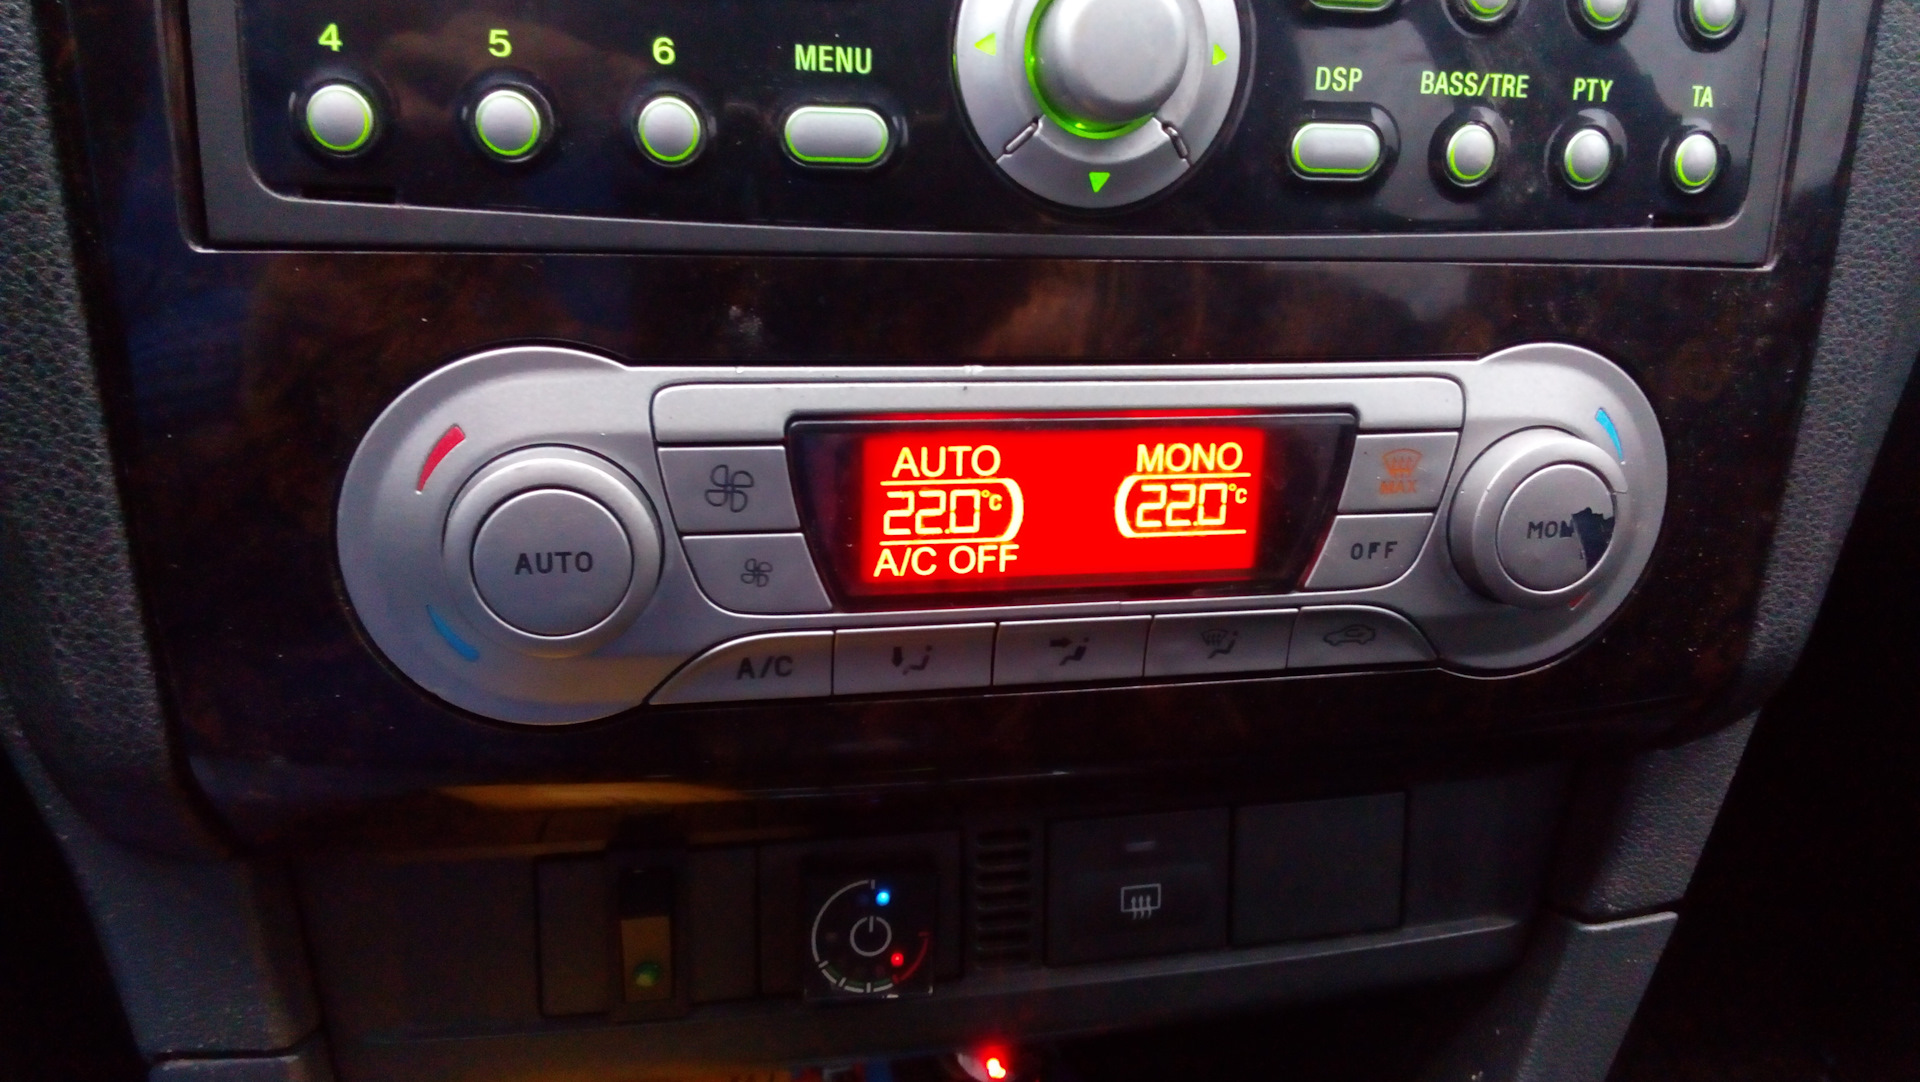 4 5 6 MENU DSP BASS/TRE PTY TA
AUTO MONO
22.0°C 22.0°C
A/C OFF
MAX
OFF
AUTO
A/C